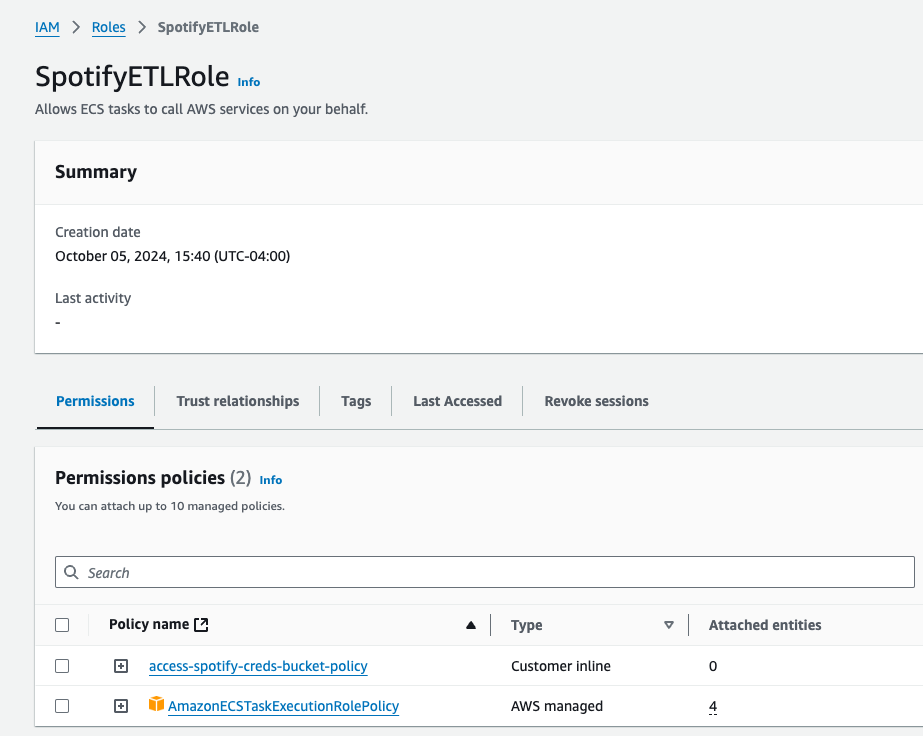 IAM > Roles > SpotifyETLRole
SpotifyETLRole Info
Allows ECS tasks to call AWS services on your behalf.
Summary
Creation date
October 05, 2024, 15:40 (UTC-04:00)
Last activity
-
Permissions Trust relationships Tags Last Accessed Revoke sessions
Permissions policies (2) Info
You can attach up to 10 managed policies.
Search
Policy name Type Attached entities
access-spotify-creds-bucket-policy Customer inline 0
AmazonECSTaskExecutionRolePolicy AWS managed 4